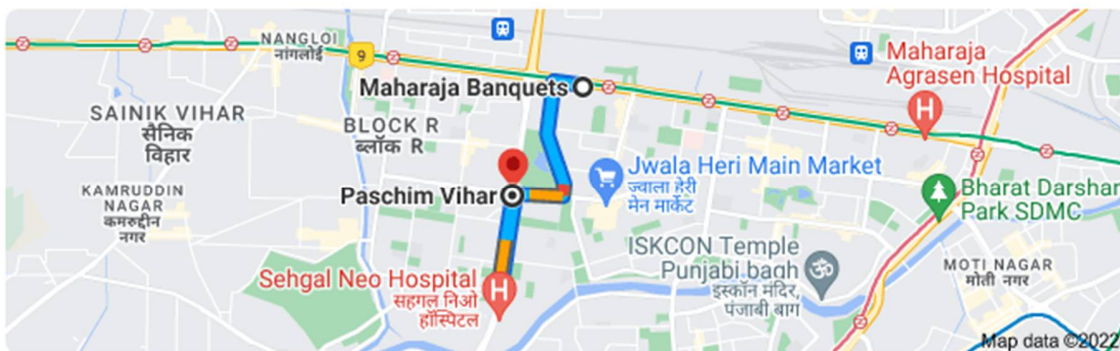 NANGLOI
नांगलोई
9
Maharaja
Agrasen Hospital
Maharaja Banquets
SAINIK VIHAR
सैनिक
विहार
BLOCK R
ब्लॉक R
Jwala Heri Main Market
ज्वाला हेरी
मेन मार्केट
KAMRUDDIN
NAGAR
कमरुद्दीन
नगर
Paschim Vihar
Bharat Darshan
Park SDMC
ISKCON Temple
Punjabi bagh
इस्कॉन मंदिर,
पंजाबी बाग
MOTI NAGAR
मोती नगर
Sehgal Neo Hospital
सहगल निओ
हॉस्पिटल
H
H
Map data ©2022